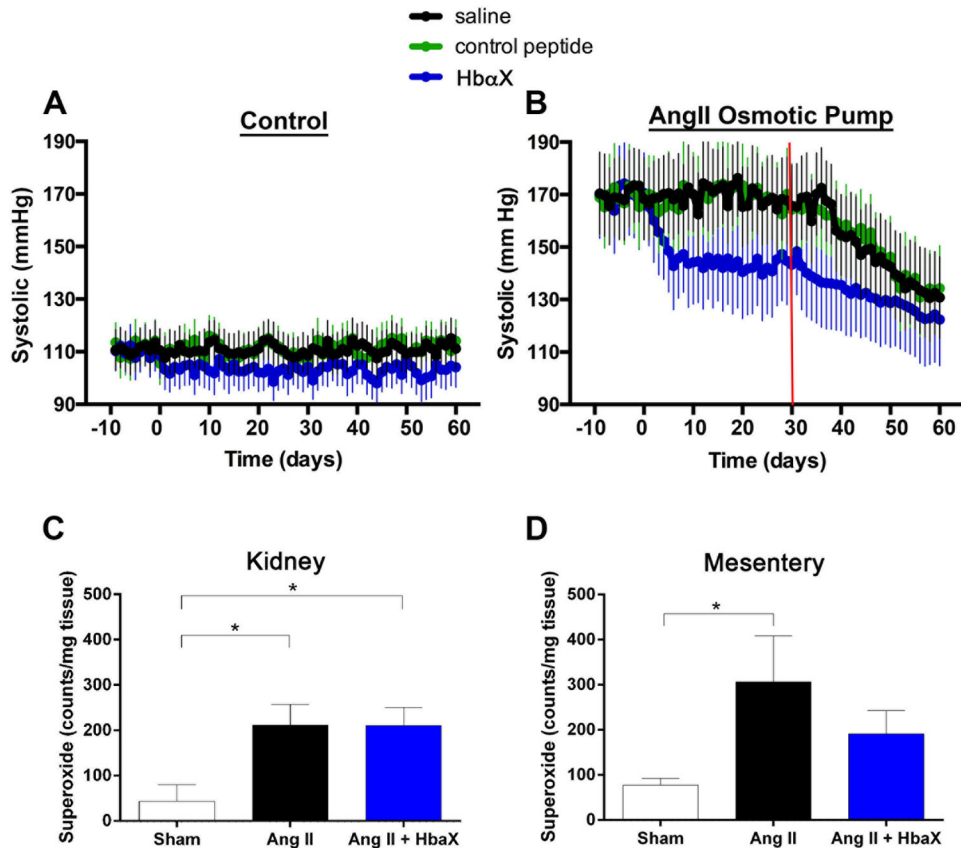 saline
control peptide
HbαX
A
Control
Systolic (mmHg)
190
170
150
130
110
90
-10 0 10 20 30 40 50 60
Time (days)
B
AngII Osmotic Pump
Systolic (mm Hg)
190
170
150
130
110
90
-10 0 10 20 30 40 50 60
Time (days)
C
Kidney
Superoxide (counts/mg tissue)
500
400
300
200
100
0
*
*
Sham Ang II Ang II + HbaX
D
Mesentery
Superoxide (counts/mg tissue)
500
400
300
200
100
0
*
Sham Ang II Ang II + HbaX